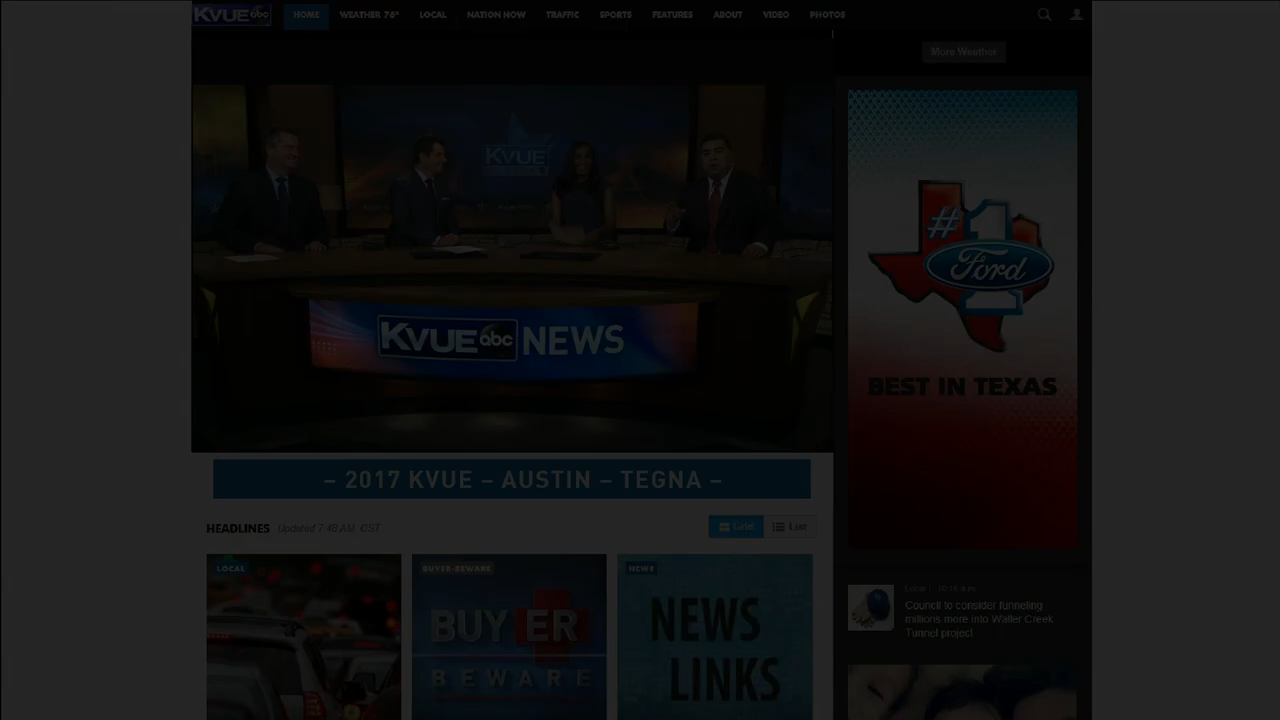 KVUE abc HOME WEATHER 76° LOCAL NATION NOW TRAFFIC SPORTS FEATURES ABOUT VIDEO PHOTOS
More Weather
KVUE
KVUE abc NEWS
#1
Ford
BEST IN TEXAS
– 2017 KVUE – AUSTIN – TEGNA –
HEADLINES Updated 7:48 AM. CST
Grid List
LOCAL
BUYER-BEWARE
BUYER
BEWARE
NEWS
NEWS
LINKS
Council to consider funneling
millions more into Waller Creek
Tunnel project